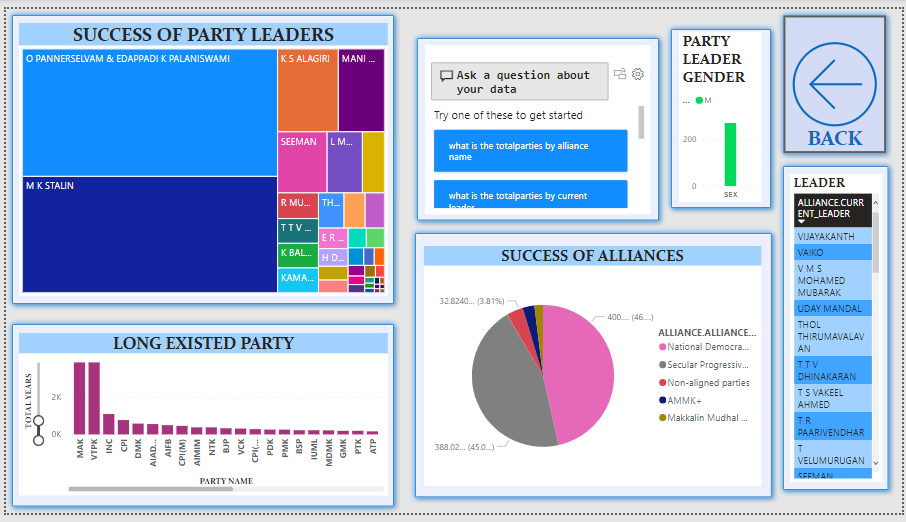 SUCCESS OF PARTY LEADERS
O PANNERSELVAM & EDAPPADI K PALANISWAMI
K S ALAGIRI
MANI ...
M K STALIN
SEEMAN
L M...
R MU...
TH...
T T V ...
E R ...
K BAL...
H D...
KAMA...
Ask a question about
your data
Try one of these to get started
what is the totalparties by alliance
name
what is the totalparties by current
leader
PARTY
LEADER
GENDER
... M
200
0
SEX
BACK
LEADER
ALLIANCE.CURR
ENT_LEADER
VIJAYAKANTH
VAIKO
V M S
MOHAMED
MUBARAK
UDAY MANDAL
THOL
THIRUMAVALAV
AN
T T V
DHINAKARAN
T S VAKEEL
AHMED
T R
PAARIVENDHAR
T
VELUMURUGAN
SEEMAN
SUCCESS OF ALLIANCES
32.8240... (3.81%)
400.... (46....)
388.02... (45.0...)
ALLIANCE.ALLIANCE...
National Democra...
Secular Progressiv...
Non-aligned parties
AMMK+
Makkalin Mudhal ...
LONG EXISTED PARTY
TOTAL YEARS
2K
0K
MAK
VTPK
INC
CPI
DMK
AIAD...
AIFB
CPI(M)
AIMIM
NTK
BJP
VCK
CPI(...
PDK
PMK
BSP
IUML
MDMK
GMK
PTK
ATP
PARTY NAME